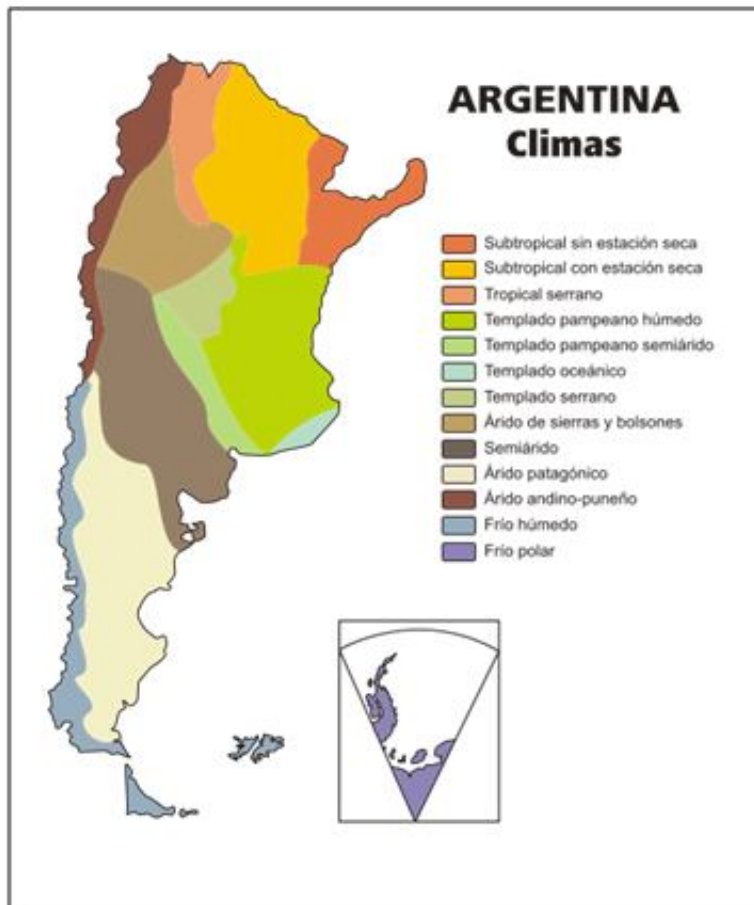 ARGENTINA
Climas
Subtropical sin estación seca
Subtropical con estación seca
Tropical serrano
Templado pampeano húmedo
Templado pampeano semiárido
Templado oceánico
Templado serrano
Árido de sierras y bolsones
Semiárido
Árido patagónico
Árido andino-puneño
Frío húmedo
Frío polar